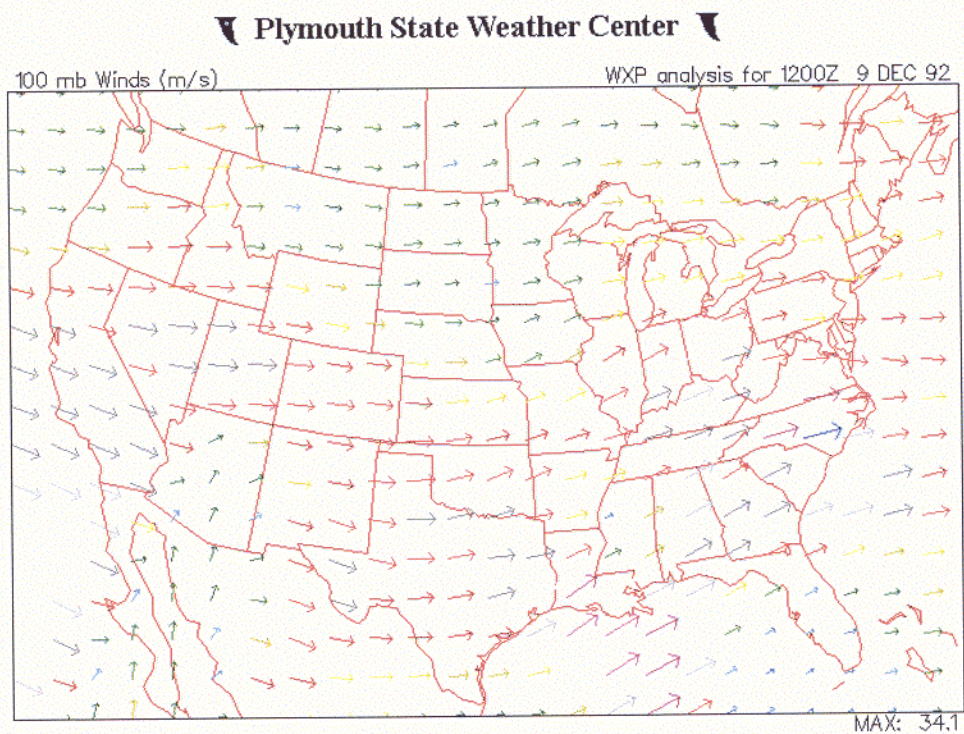 Plymouth State Weather Center
100 mb Winds (m/s)
WXP analysis for 1200Z 9 DEC 92
MAX: 34.1